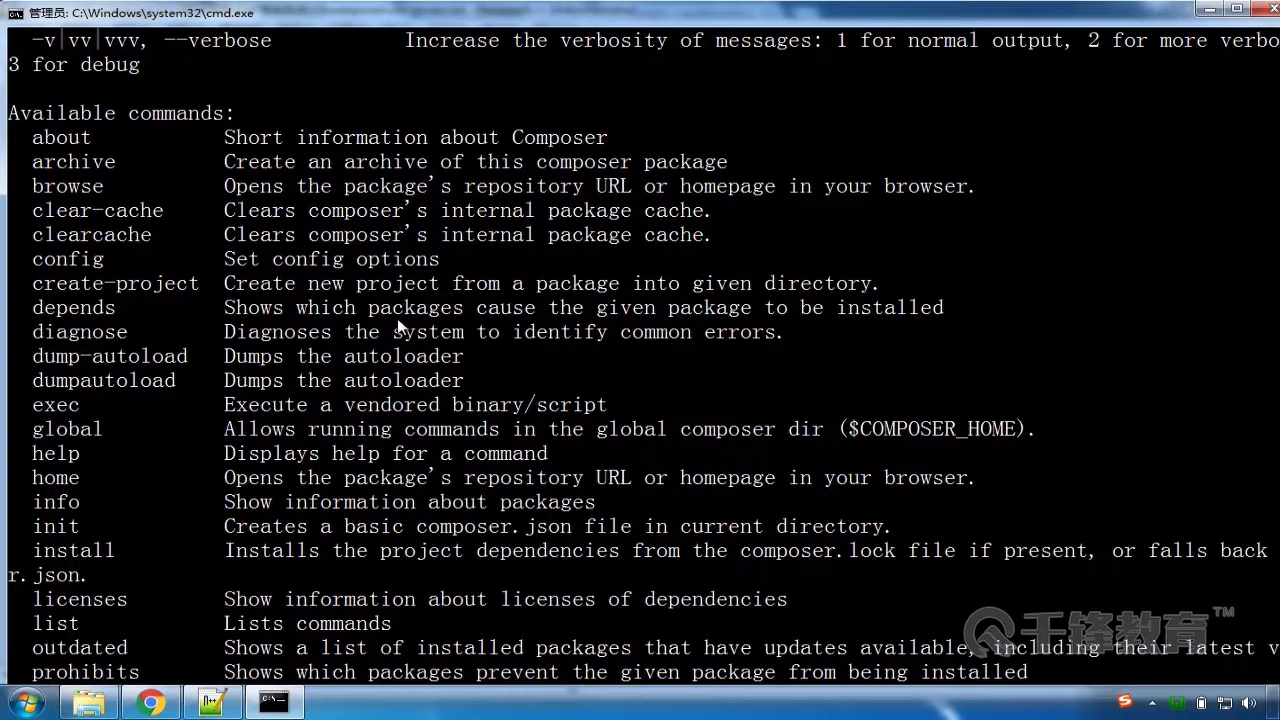 管理员: C:\Windows\system32\cmd.exe
-v|vv|vvv, --verbose Increase the verbosity of messages: 1 for normal output, 2 for more verbo
3 for debug
Available commands:
about Short information about Composer
archive Create an archive of this composer package
browse Opens the package's repository URL or homepage in your browser.
clear-cache Clears composer's internal package cache.
clearcache Clears composer's internal package cache.
config Set config options
create-project Create new project from a package into given directory.
depends Shows which packages cause the given package to be installed
diagnose Diagnoses the system to identify common errors.
dump-autoload Dumps the autoloader
dumpautoload Dumps the autoloader
exec Execute a vendored binary/script
global Allows running commands in the global composer dir ($COMPOSER_HOME).
help Displays help for a command
home Opens the package's repository URL or homepage in your browser.
info Show information about packages
init Creates a basic composer.json file in current directory.
install Installs the project dependencies from the composer.lock file if present, or falls back
r.json.
licenses Show information about licenses of dependencies
list Lists commands
千锋教育™
outdated Shows a list of installed packages that have updates available, including their latest v
prohibits Shows which packages prevent the given package from being installed